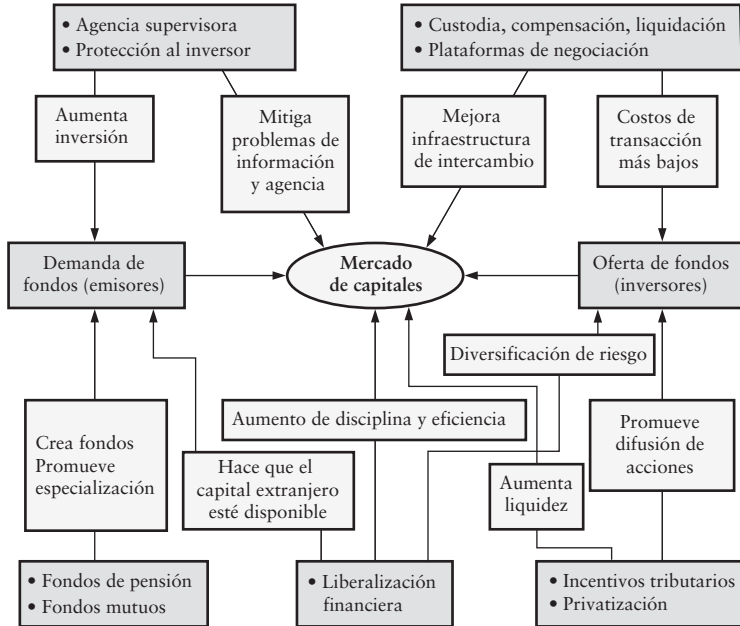 • Agencia supervisora
• Protección al inversor
• Custodia, compensación, liquidación
• Plataformas de negociación
Aumenta
inversión
Mitiga
problemas de
información
y agencia
Mejora
infraestructura
de intercambio
Costos de
transacción
más bajos
Demanda de
fondos (emisores)
Mercado
de capitales
Oferta de fondos
(inversores)
Diversificación de riesgo
Crea fondos
Promueve
especialización
Aumento de disciplina y eficiencia
Promueve
difusión de
acciones
Hace que el
capital extranjero
esté disponible
Aumenta
liquidez
• Fondos de pensión
• Fondos mutuos
• Liberalización
financiera
• Incentivos tributarios
• Privatización